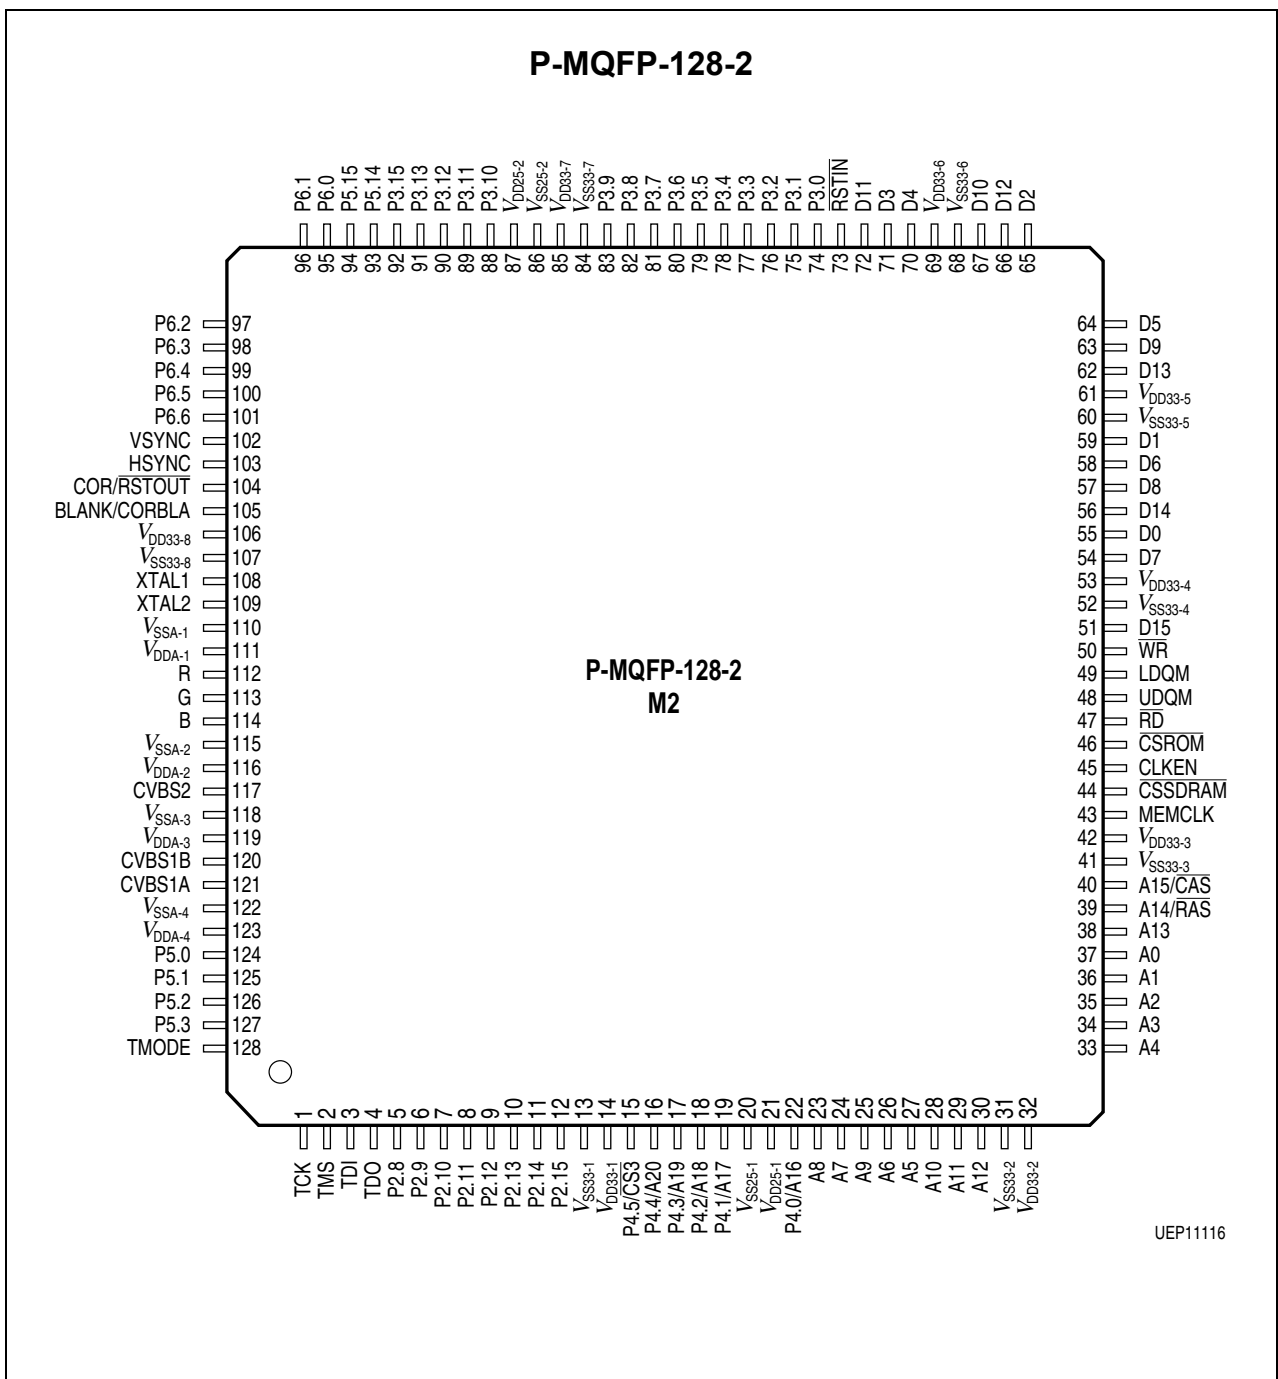 P-MQFP-128-2
P6.1 P6.0 P5.15 P5.14 P3.15 P3.13 P3.12 P3.11 P3.10 VDD25-2 VSS25-2 VDD33-7 VSS33-7 P3.9 P3.8 P3.7 P3.6 P3.5 P3.4 P3.3 P3.2 P3.1 P3.0 RSTIN D11 D3 D4 VDD33-6 VSS33-6 D10 D12 D2
96 95 94 93 92 91 90 89 88 87 86 85 84 83 82 81 80 79 78 77 76 75 74 73 72 71 70 69 68 67 66 65
P6.2 97 64 D5
P6.3 98 63 D9
P6.4 99 62 D13
P6.5 100 61 VDD33-5
P6.6 101 60 VSS33-5
VSYNC 102 59 D1
HSYNC 103 58 D6
COR/RSTOUT 104 57 D8
BLANK/CORBLA 105 56 D14
VDD33-8 106 55 D0
VSS33-8 107 54 D7
XTAL1 108 53 VDD33-4
XTAL2 109 52 VSS33-4
VSSA-1 110 51 D15
VDDA-1 111 50 WR
R 112 P-MQFP-128-2 49 LDQM
G 113 M2 48 UDQM
B 114 47 RD
VSSA-2 115 46 CSROM
VDDA-2 116 45 CLKEN
CVBS2 117 44 CSSDRAM
VSSA-3 118 43 MEMCLK
VDDA-3 119 42 VDD33-3
CVBS1B 120 41 VSS33-3
CVBS1A 121 40 A15/CAS
VSSA-4 122 39 A14/RAS
VDDA-4 123 38 A13
P5.0 124 37 A0
P5.1 125 36 A1
P5.2 126 35 A2
P5.3 127 34 A3
TMODE 128 33 A4
1 2 3 4 5 6 7 8 9 10 11 12 13 14 15 16 17 18 19 20 21 22 23 24 25 26 27 28 29 30 31 32
TCK TMS TDI TDO P2.8 P2.9 P2.10 P2.11 P2.12 P2.13 P2.14 P2.15 VSS33-1 VDD33-1 P4.5/CS3 P4.4/A20 P4.3/A19 P4.2/A18 P4.1/A17 VSS25-1 VDD25-1 P4.0/A16 A8 A7 A9 A6 A5 A10 A11 A12 VSS33-2 VDD33-2
UEP11116